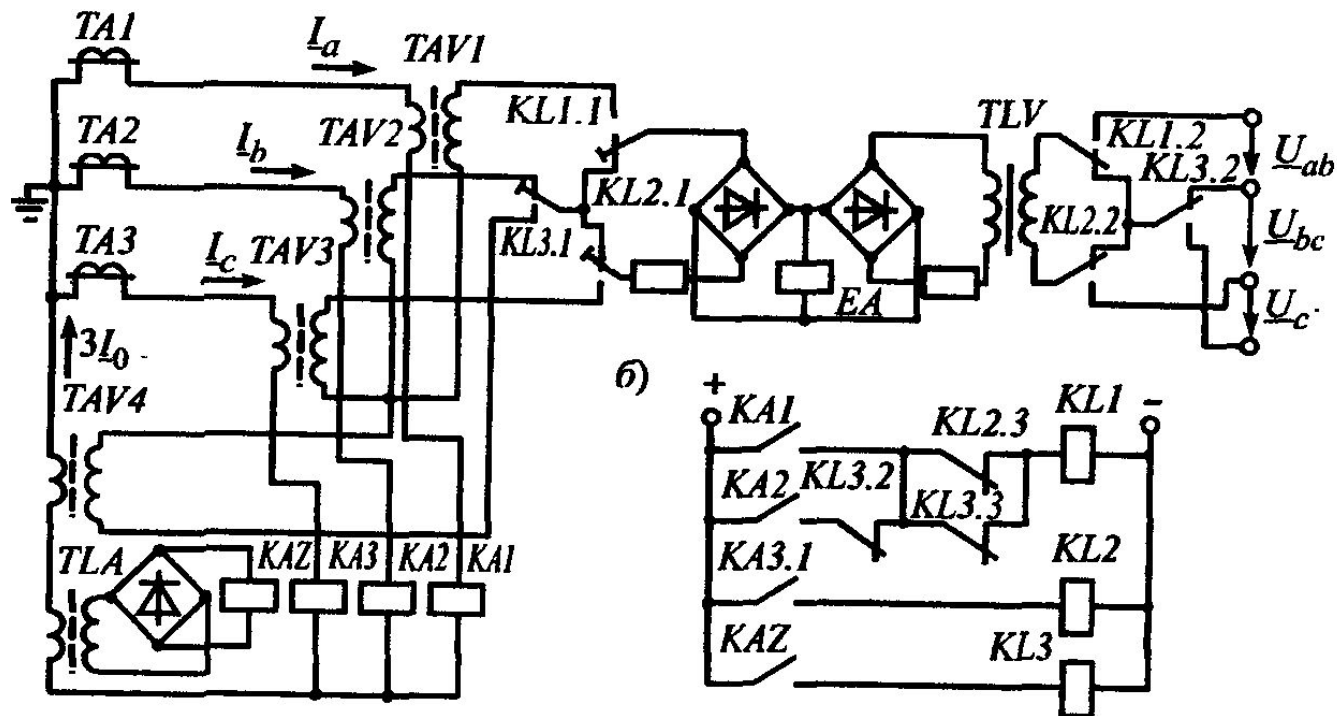 TA1
I_a
TAV1
TA2
TAV2
KL1.1
TLV
KL1.2
I_b
KL3.2
U_ab
KL2.1
TA3
KL2.2
I_c
TAV3
KL3.1
U_bc
EA
U_c
3I_0
TAV4
б)
+
-
KA1
KL2.3
KL1
KA2
KL3.2
KL3.3
TLA
KAZ
KA3
KA2
KA1
KA3.1
KL2
KAZ
KL3